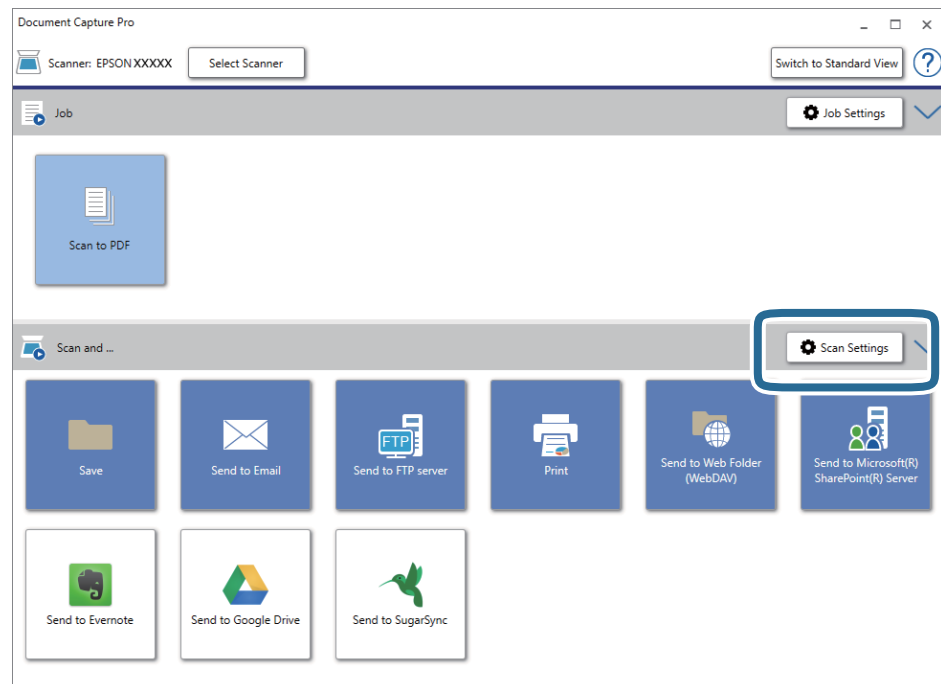 Document Capture Pro
Scanner: EPSON XXXXX
Select Scanner
Switch to Standard View
?
Job
Job Settings
Scan to PDF
Scan and ...
Scan Settings
Save
Send to Email
FTP
Send to FTP server
Print
Send to Web Folder
(WebDAV)
Send to Microsoft(R)
SharePoint(R) Server
Send to Evernote
Send to Google Drive
Send to SugarSync